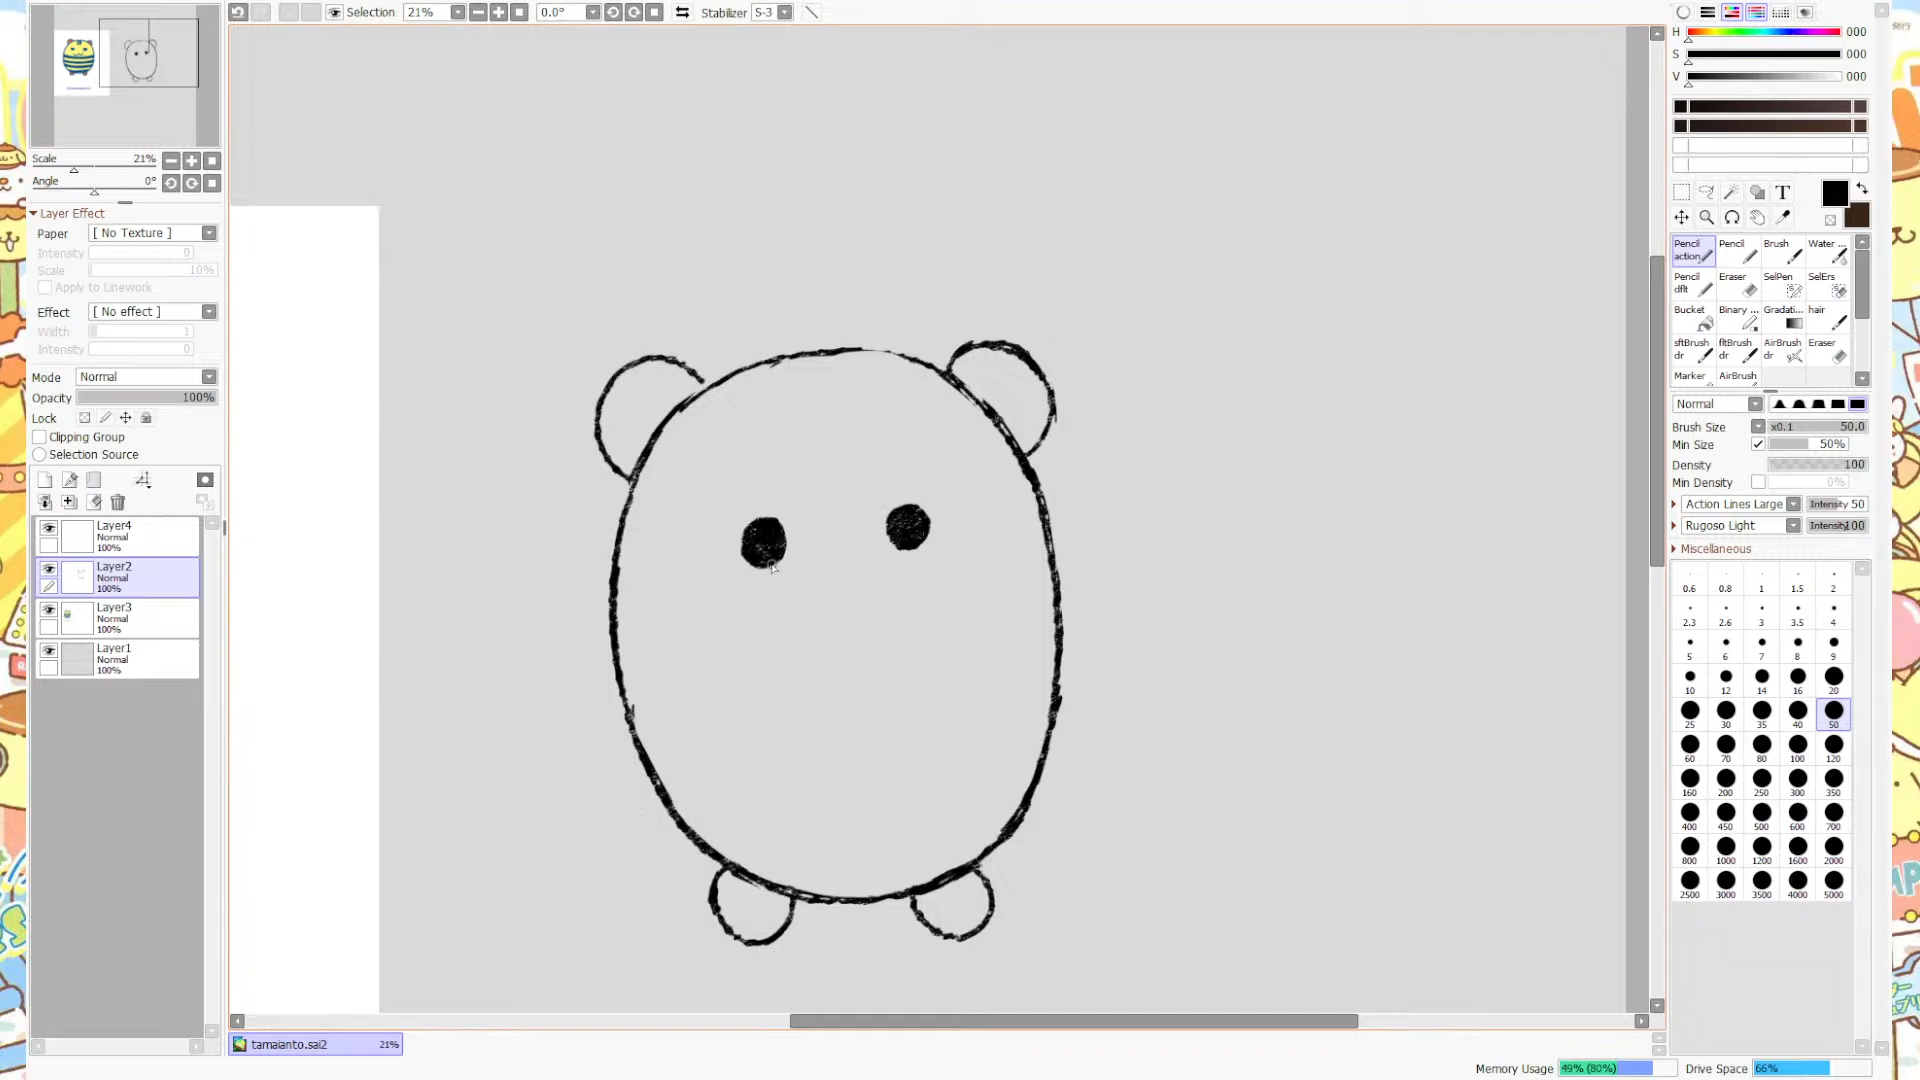 Selection 21% 0.0° Stabilizer S-3
Scale 21%
Angle 0°
Layer Effect
Paper [ No Texture ]
Intensity 0
Scale 10%
Apply to Linework
Effect [ No effect ]
Width 1
Intensity 0
Mode Normal
Opacity 100%
Lock
Clipping Group
Selection Source
Layer4
Normal
100%
Layer2
Normal
100%
Layer3
Normal
100%
Layer1
Normal
100%
tamaianto.sai2 21%
H 000
S 000
V 000
T
Pencil action Pencil Brush Water ...
Pencil dflt Eraser SelPen SelErs
Bucket Binary ... Gradati... hair
sftBrush dr fltBrush dr AirBrush dr Eraser
Marker AirBrush
Normal
Brush Size x0.1 50.0
Min Size 50%
Density 100
Min Density 0%
Action Lines Large Intensity 50
Rugoso Light Intensity 100
Miscellaneous
0.6 0.8 1 1.5 2
2.3 2.6 3 3.5 4
5 6 7 8 9
10 12 14 16 20
25 30 35 40 50
60 70 80 100 120
160 200 250 300 350
400 450 500 600 700
800 1000 1200 1600 2000
2500 3000 3500 4000 5000
Memory Usage 49% (80%) Drive Space 66%